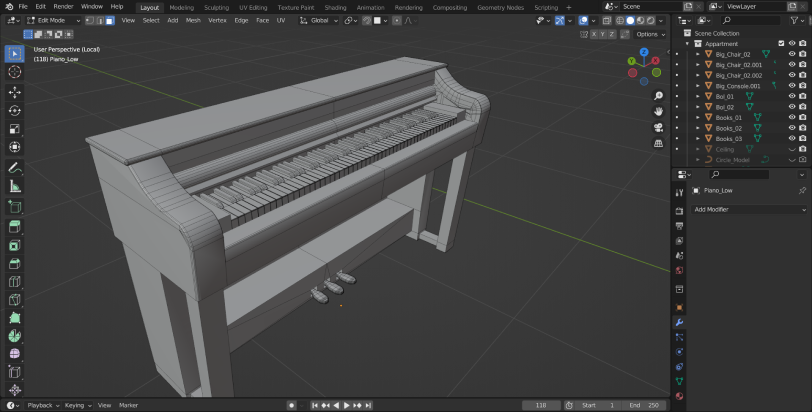 File Edit Render Window Help Layout Modeling Sculpting UV Editing Texture Paint Shading Animation Rendering Compositing Geometry Nodes Scripting + Scene ViewLayer
Edit Mode View Select Add Mesh Vertex Edge Face UV Global
X Y Z Options
User Perspective (Local)
(118) Piano_Low
Z
Y
X
Scene Collection
Appartment
Big_Chair_02
Big_Chair_02.001
Big_Chair_02.002
Big_Console.001
Bol_01
Bol_02
Books_01
Books_02
Books_03
Ceiling
Circle_Model
Piano_Low
Add Modifier
Playback Keying View Marker 118 Start 1 End 250